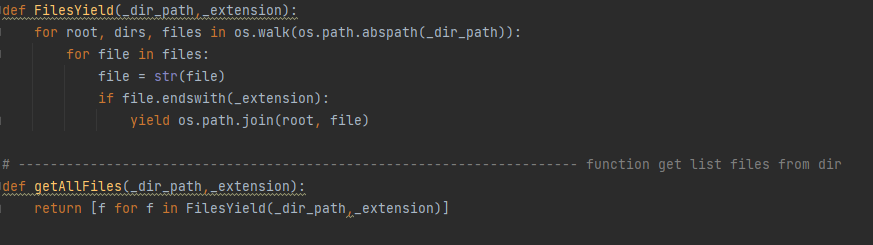 def FilesYield(_dir_path,_extension):
    for root, dirs, files in os.walk(os.path.abspath(_dir_path)):
        for file in files:
            file = str(file)
            if file.endswith(_extension):
                yield os.path.join(root, file)
# ---------------------------------------------------------------------- function get list files from dir
def getAllFiles(_dir_path,_extension):
    return [f for f in FilesYield(_dir_path,_extension)]